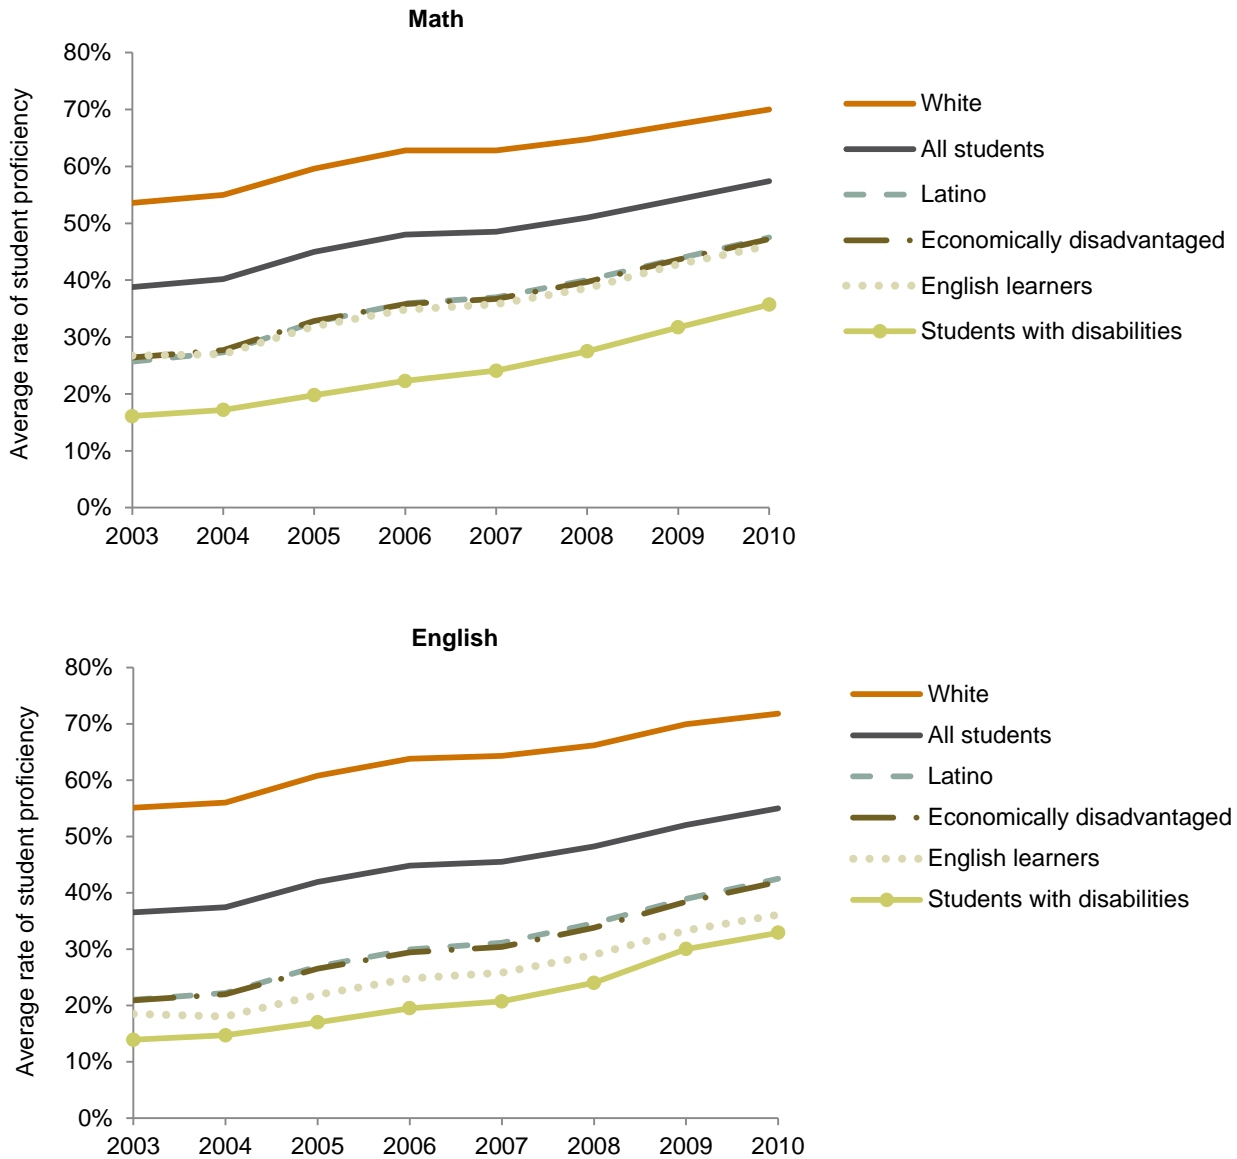 Math
Average rate of student proficiency
80%
70%
60%
50%
40%
30%
20%
10%
0%
2003 2004 2005 2006 2007 2008 2009 2010
White
All students
Latino
Economically disadvantaged
English learners
Students with disabilities
English
Average rate of student proficiency
80%
70%
60%
50%
40%
30%
20%
10%
0%
2003 2004 2005 2006 2007 2008 2009 2010
White
All students
Latino
Economically disadvantaged
English learners
Students with disabilities